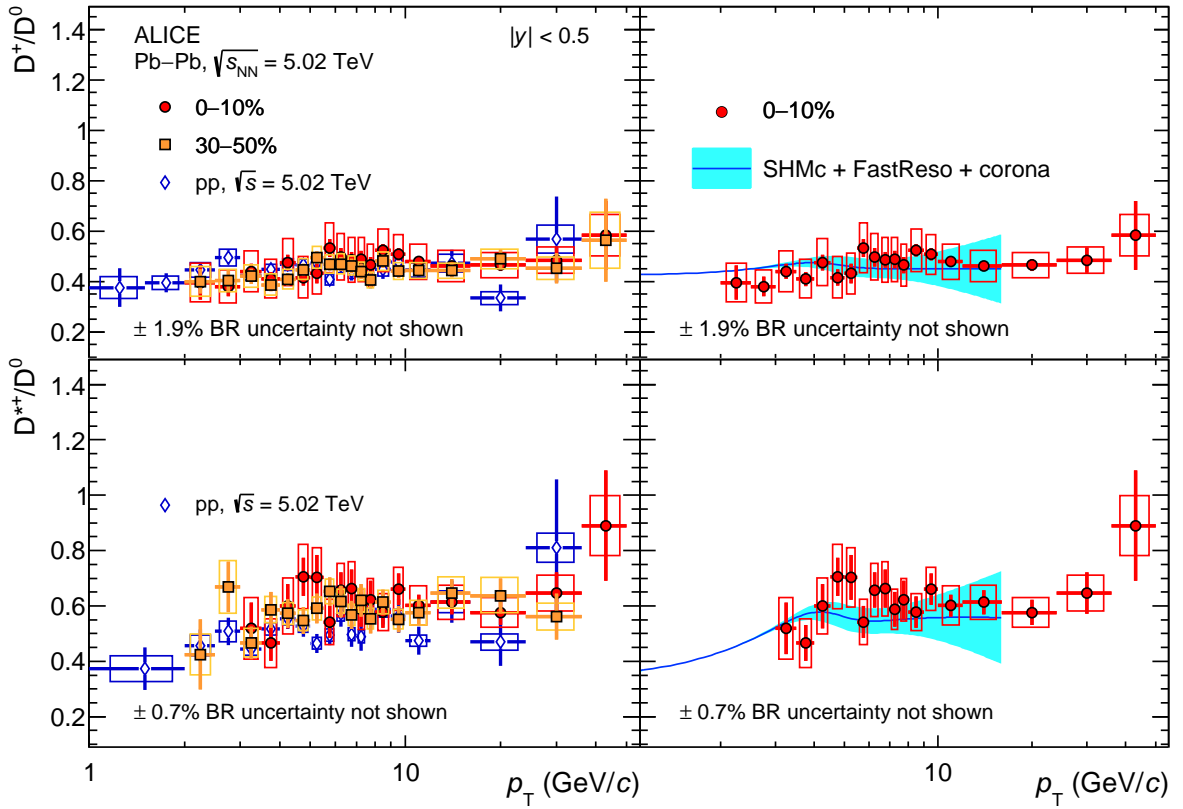 D⁺/D⁰
1.4
1.2
1
0.8
0.6
0.4
0.2
ALICE
|y| < 0.5
Pb−Pb, √sNN = 5.02 TeV
0−10%
30−50%
pp, √s = 5.02 TeV
± 1.9% BR uncertainty not shown
0−10%
SHMc + FastReso + corona
± 1.9% BR uncertainty not shown
D*⁺/D⁰
1.4
1.2
1
0.8
0.6
0.4
0.2
pp, √s = 5.02 TeV
± 0.7% BR uncertainty not shown
± 0.7% BR uncertainty not shown
1
10
pT (GeV/c)
10
pT (GeV/c)